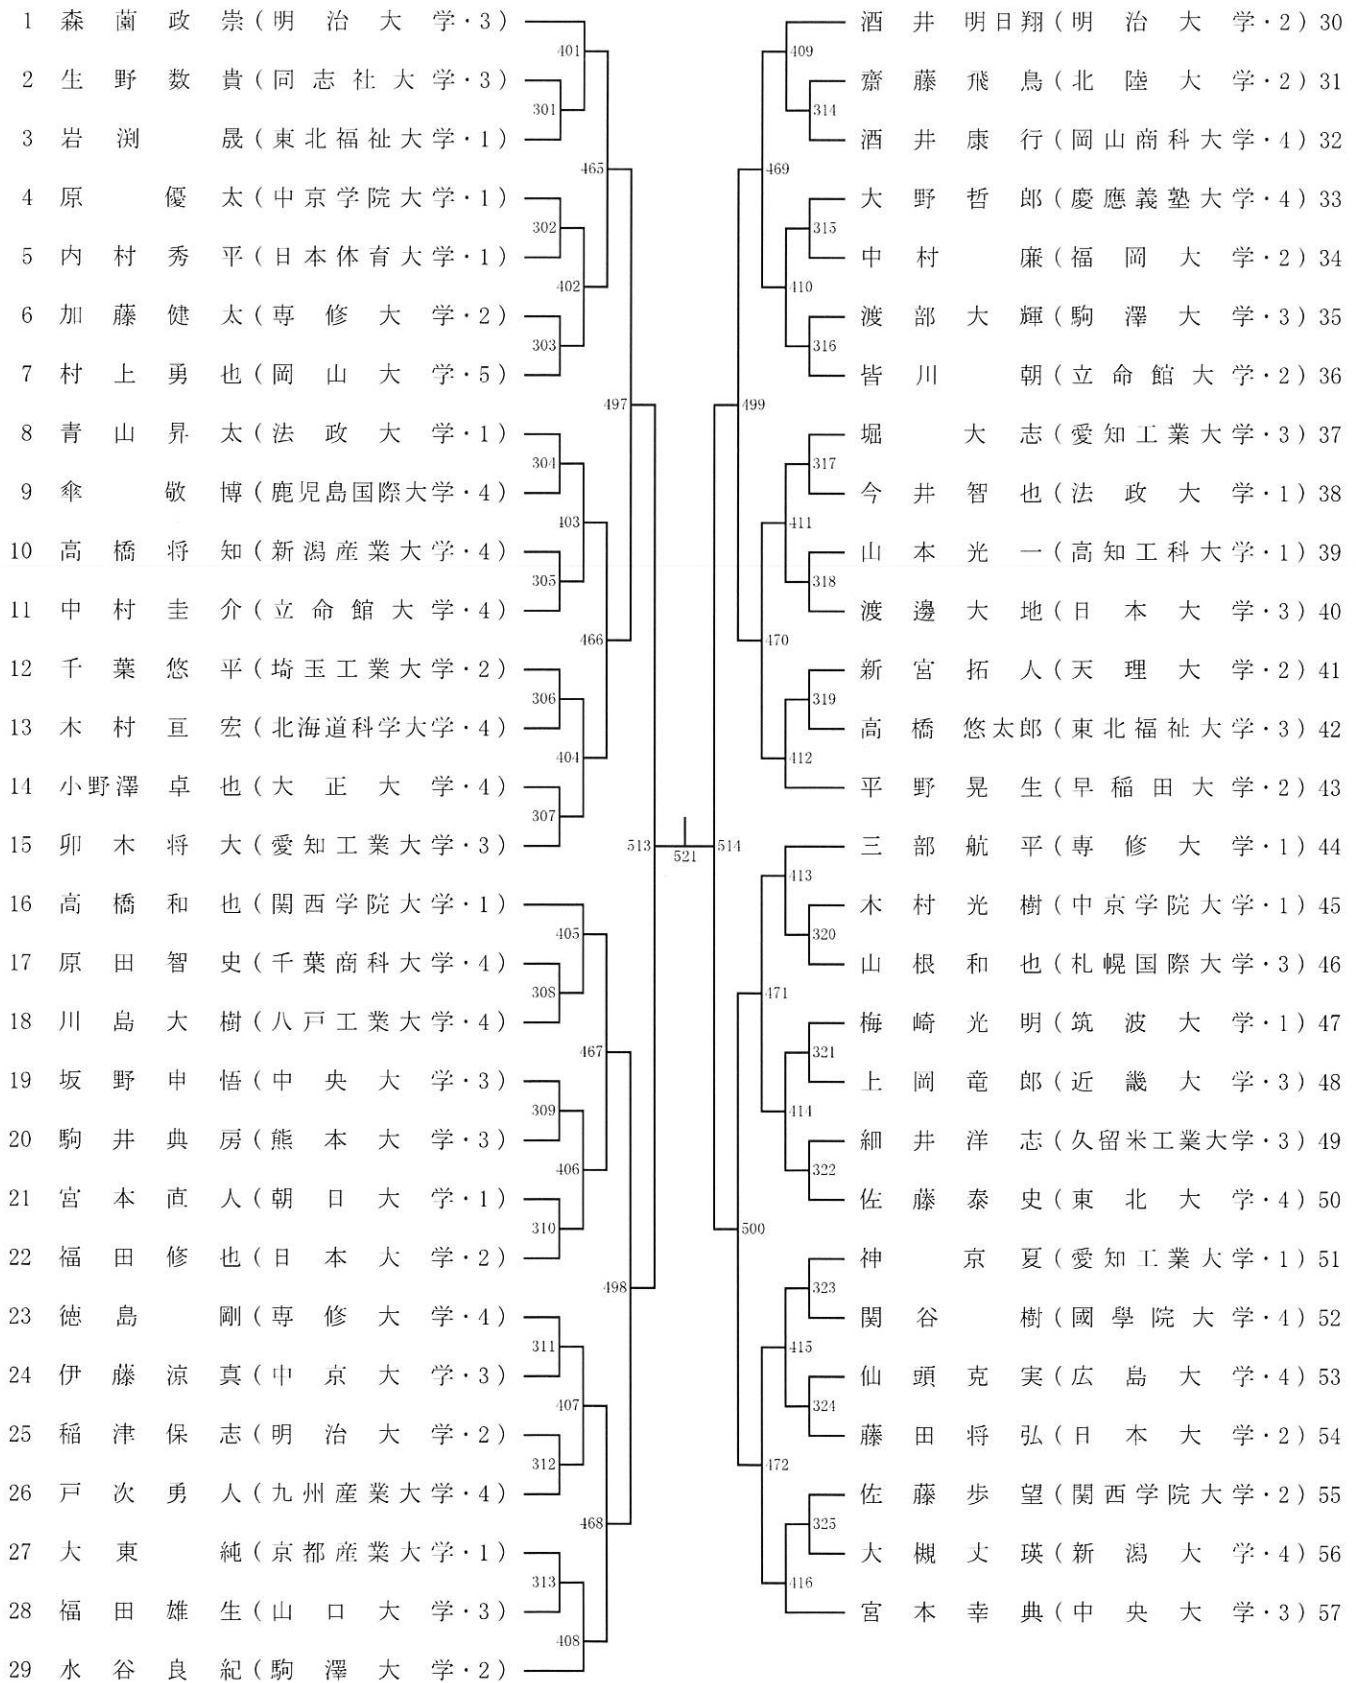 1 森薗政崇(明治大学・3)
2 生野数貴(同志社大学・3)
3 岩渕晟(東北福祉大学・1)
4 原優太(中京学院大学・1)
5 内村秀平(日本体育大学・1)
6 加藤健太(専修大学・2)
7 村上勇也(岡山大学・5)
8 青山昇太(法政大学・1)
9 傘敬博(鹿児島国際大学・4)
10 高橋将知(新潟産業大学・4)
11 中村圭介(立命館大学・4)
12 千葉悠平(埼玉工業大学・2)
13 木村亘宏(北海道科学大学・4)
14 小野澤卓也(大正大学・4)
15 卯木将大(愛知工業大学・3)
16 高橋和也(関西学院大学・1)
17 原田智史(千葉商科大学・4)
18 川島大樹(八戸工業大学・4)
19 坂野申悟(中央大学・3)
20 駒井典房(熊本大学・3)
21 宮本直人(朝日大学・1)
22 福田修也(日本大学・2)
23 徳島剛(専修大学・4)
24 伊藤涼真(中京大学・3)
25 稲津保志(明治大学・2)
26 戸次勇人(九州産業大学・4)
27 大東純(京都産業大学・1)
28 福田雄生(山口大学・3)
29 水谷良紀(駒澤大学・2)
301
302
303
304
305
306
307
308
309
310
311
312
313
401
402
403
404
405
406
407
408
465
466
467
468
497
498
513
521
514
499
500
469
470
471
472
409
410
411
412
413
414
415
416
314
315
316
317
318
319
320
321
322
323
324
325
酒井明日翔(明治大学・2) 30
齋藤飛鳥(北陸大学・2) 31
酒井康行(岡山商科大学・4) 32
大野哲郎(慶應義塾大学・4) 33
中村廉(福岡大学・2) 34
渡部大輝(駒澤大学・3) 35
皆川朝(立命館大学・2) 36
堀大志(愛知工業大学・3) 37
今井智也(法政大学・1) 38
山本光一(高知工科大学・1) 39
渡邊大地(日本大学・3) 40
新宮拓人(天理大学・2) 41
高橋悠太郎(東北福祉大学・3) 42
平野晃生(早稲田大学・2) 43
三部航平(専修大学・1) 44
木村光樹(中京学院大学・1) 45
山根和也(札幌国際大学・3) 46
梅崎光明(筑波大学・1) 47
上岡竜郎(近畿大学・3) 48
細井洋志(久留米工業大学・3) 49
佐藤泰史(東北大学・4) 50
神京夏(愛知工業大学・1) 51
関谷樹(國學院大学・4) 52
仙頭克実(広島大学・4) 53
藤田将弘(日本大学・2) 54
佐藤歩望(関西学院大学・2) 55
大槻丈瑛(新潟大学・4) 56
宮本幸典(中央大学・3) 57